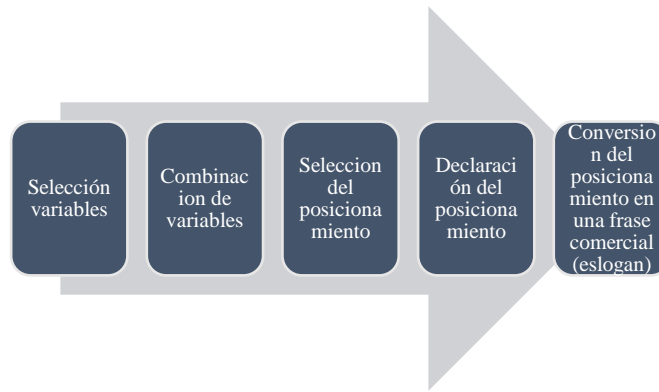 Selección
variables
Combinac
ion de
variables
Seleccion
del
posiciona
miento
Declaraci
ón del
posiciona
miento
Conversio
n del
posiciona
miento en
una frase
comercial
(eslogan)